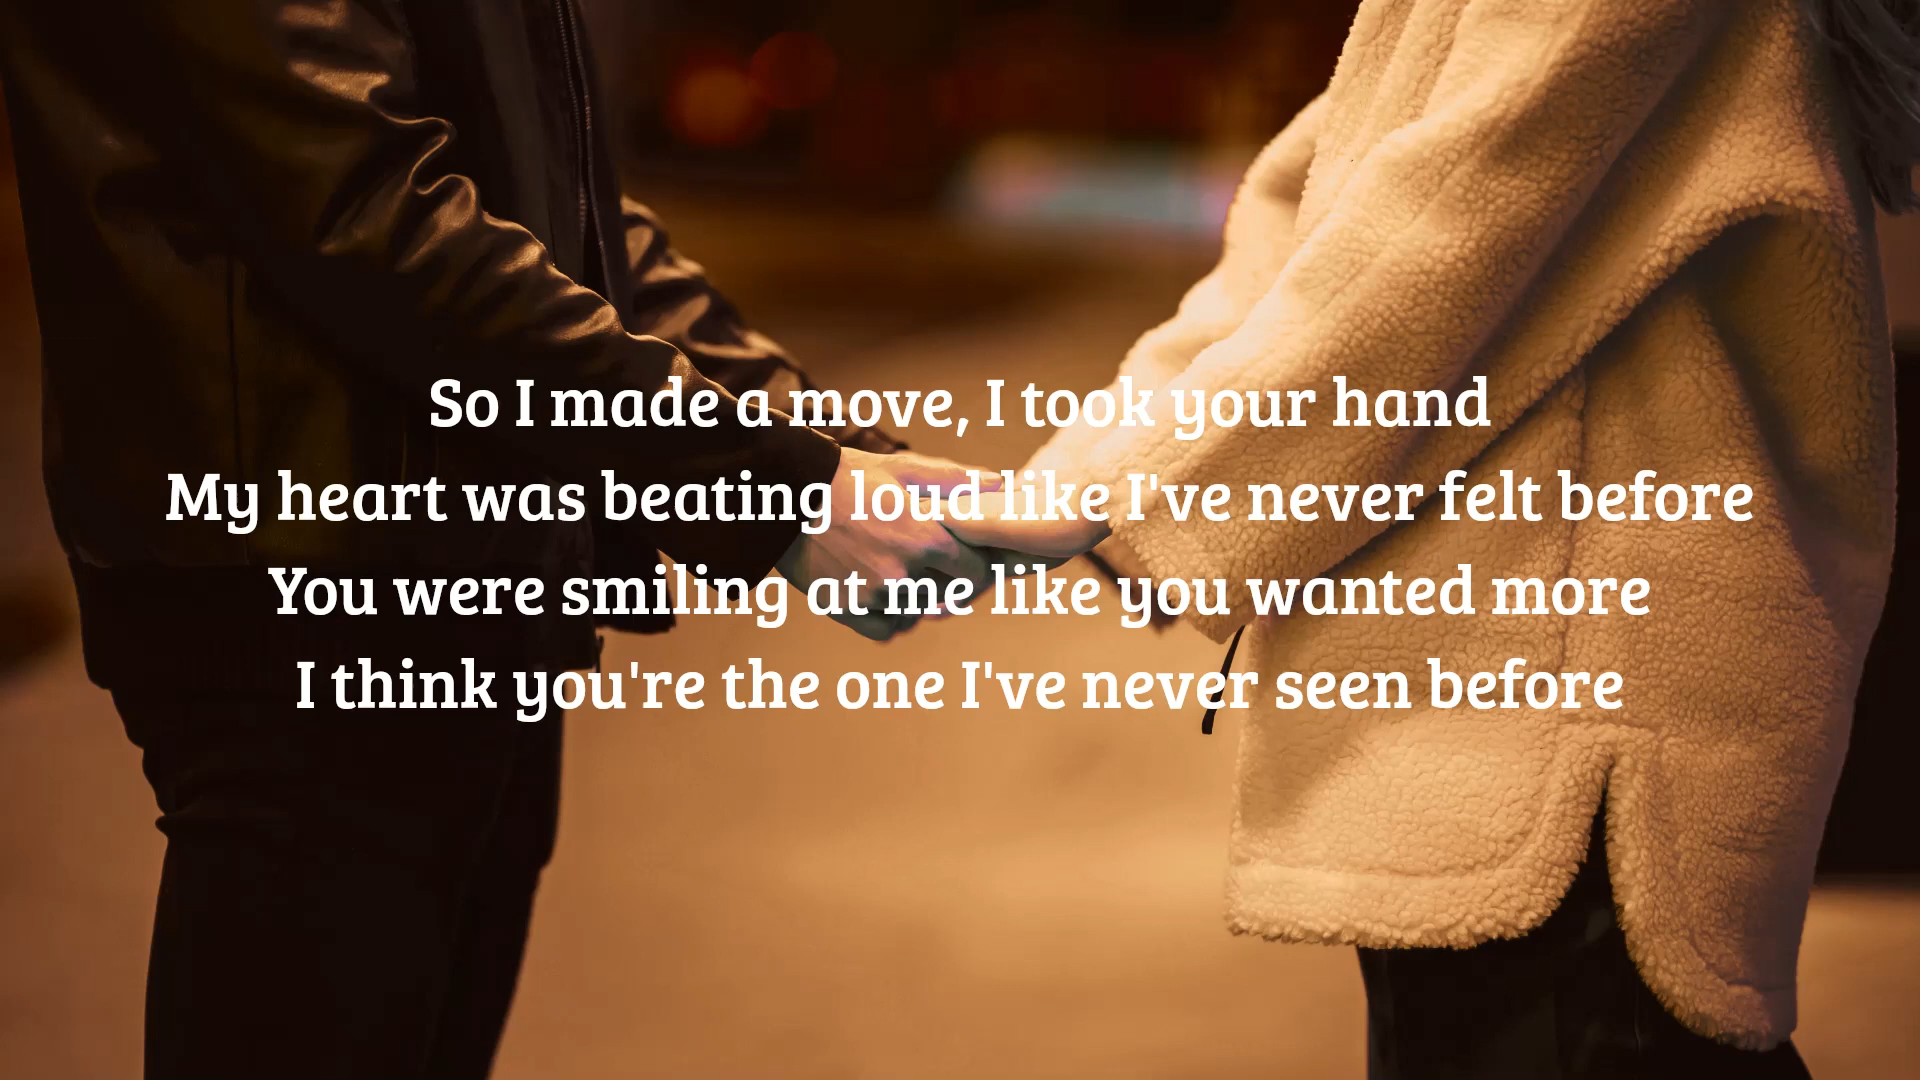 So I made a move, I took your hand
My heart was beating loud like I've never felt before
You were smiling at me like you wanted more
I think you're the one I've never seen before